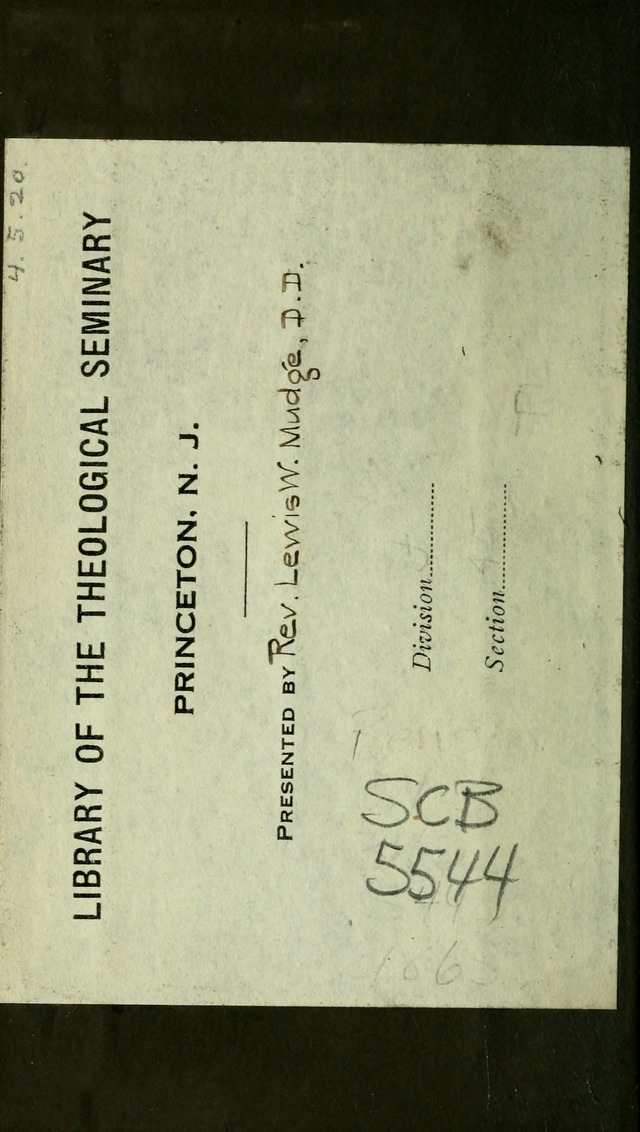 4.5.20.
LIBRARY OF THE THEOLOGICAL SEMINARY
PRINCETON, N. J.
PRESENTED BY Rev. Lewis W. Mudge, D.D.
Division
Section
SCB
5544